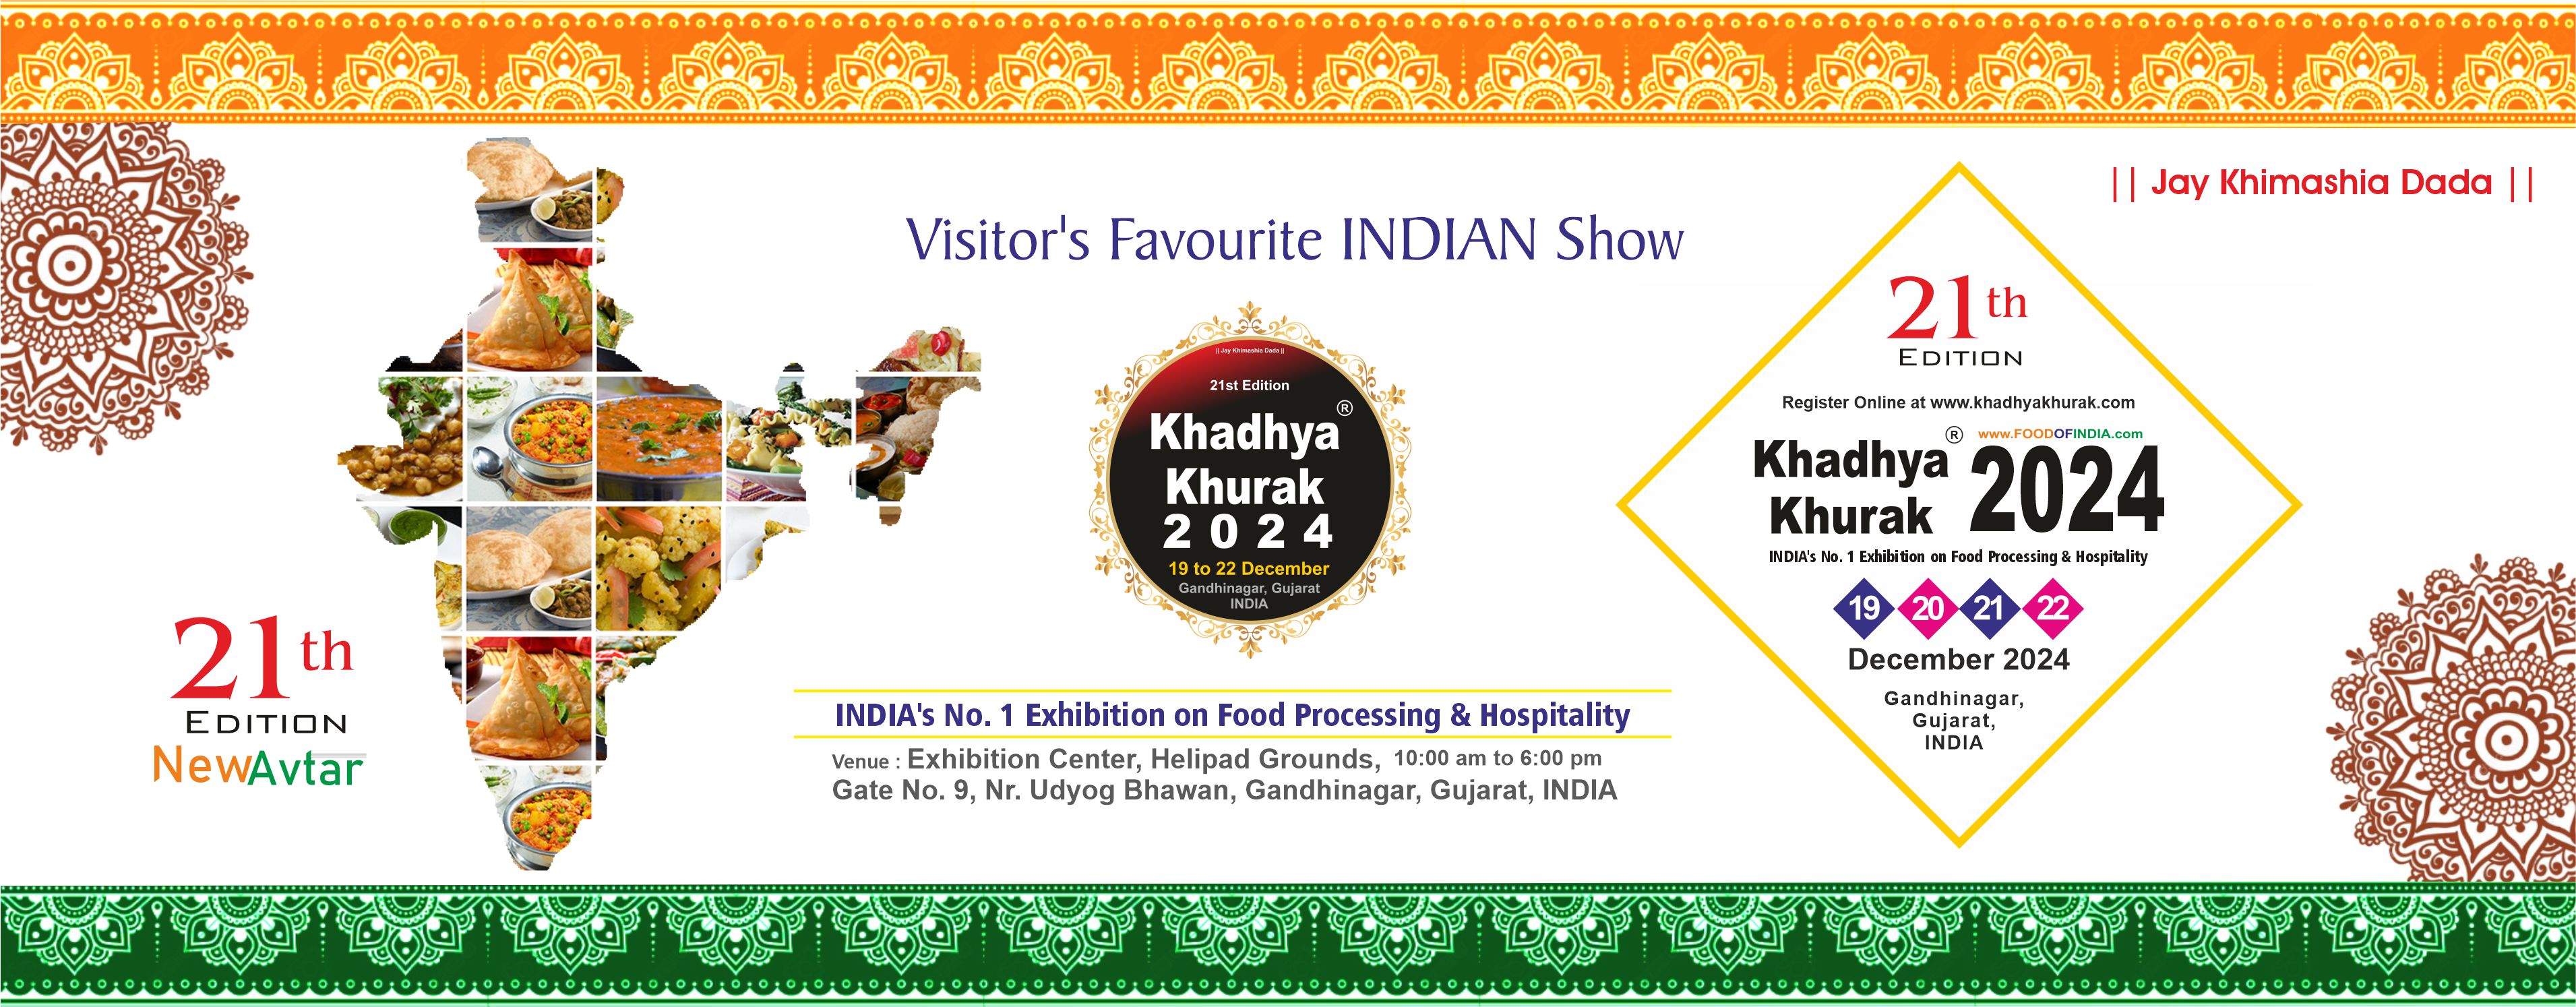 || Jay Khimashia Dada ||
Visitor's Favourite INDIAN Show
21th
EDITION
NewAvtar
|| Jay Khimashia Dada ||
21st Edition
Khadhya®
Khurak
2024
19 to 22 December
Gandhinagar, Gujarat
INDIA
INDIA's No. 1 Exhibition on Food Processing & Hospitality
Venue : Exhibition Center, Helipad Grounds, 10:00 am to 6:00 pm
Gate No. 9, Nr. Udyog Bhawan, Gandhinagar, Gujarat, INDIA
21th
EDITION
Register Online at www.khadhyakhurak.com
www.FOODOFINDIA.com
Khadhya®
Khurak 2024
INDIA's No. 1 Exhibition on Food Processing & Hospitality
19 20 21 22
December 2024
Gandhinagar,
Gujarat,
INDIA